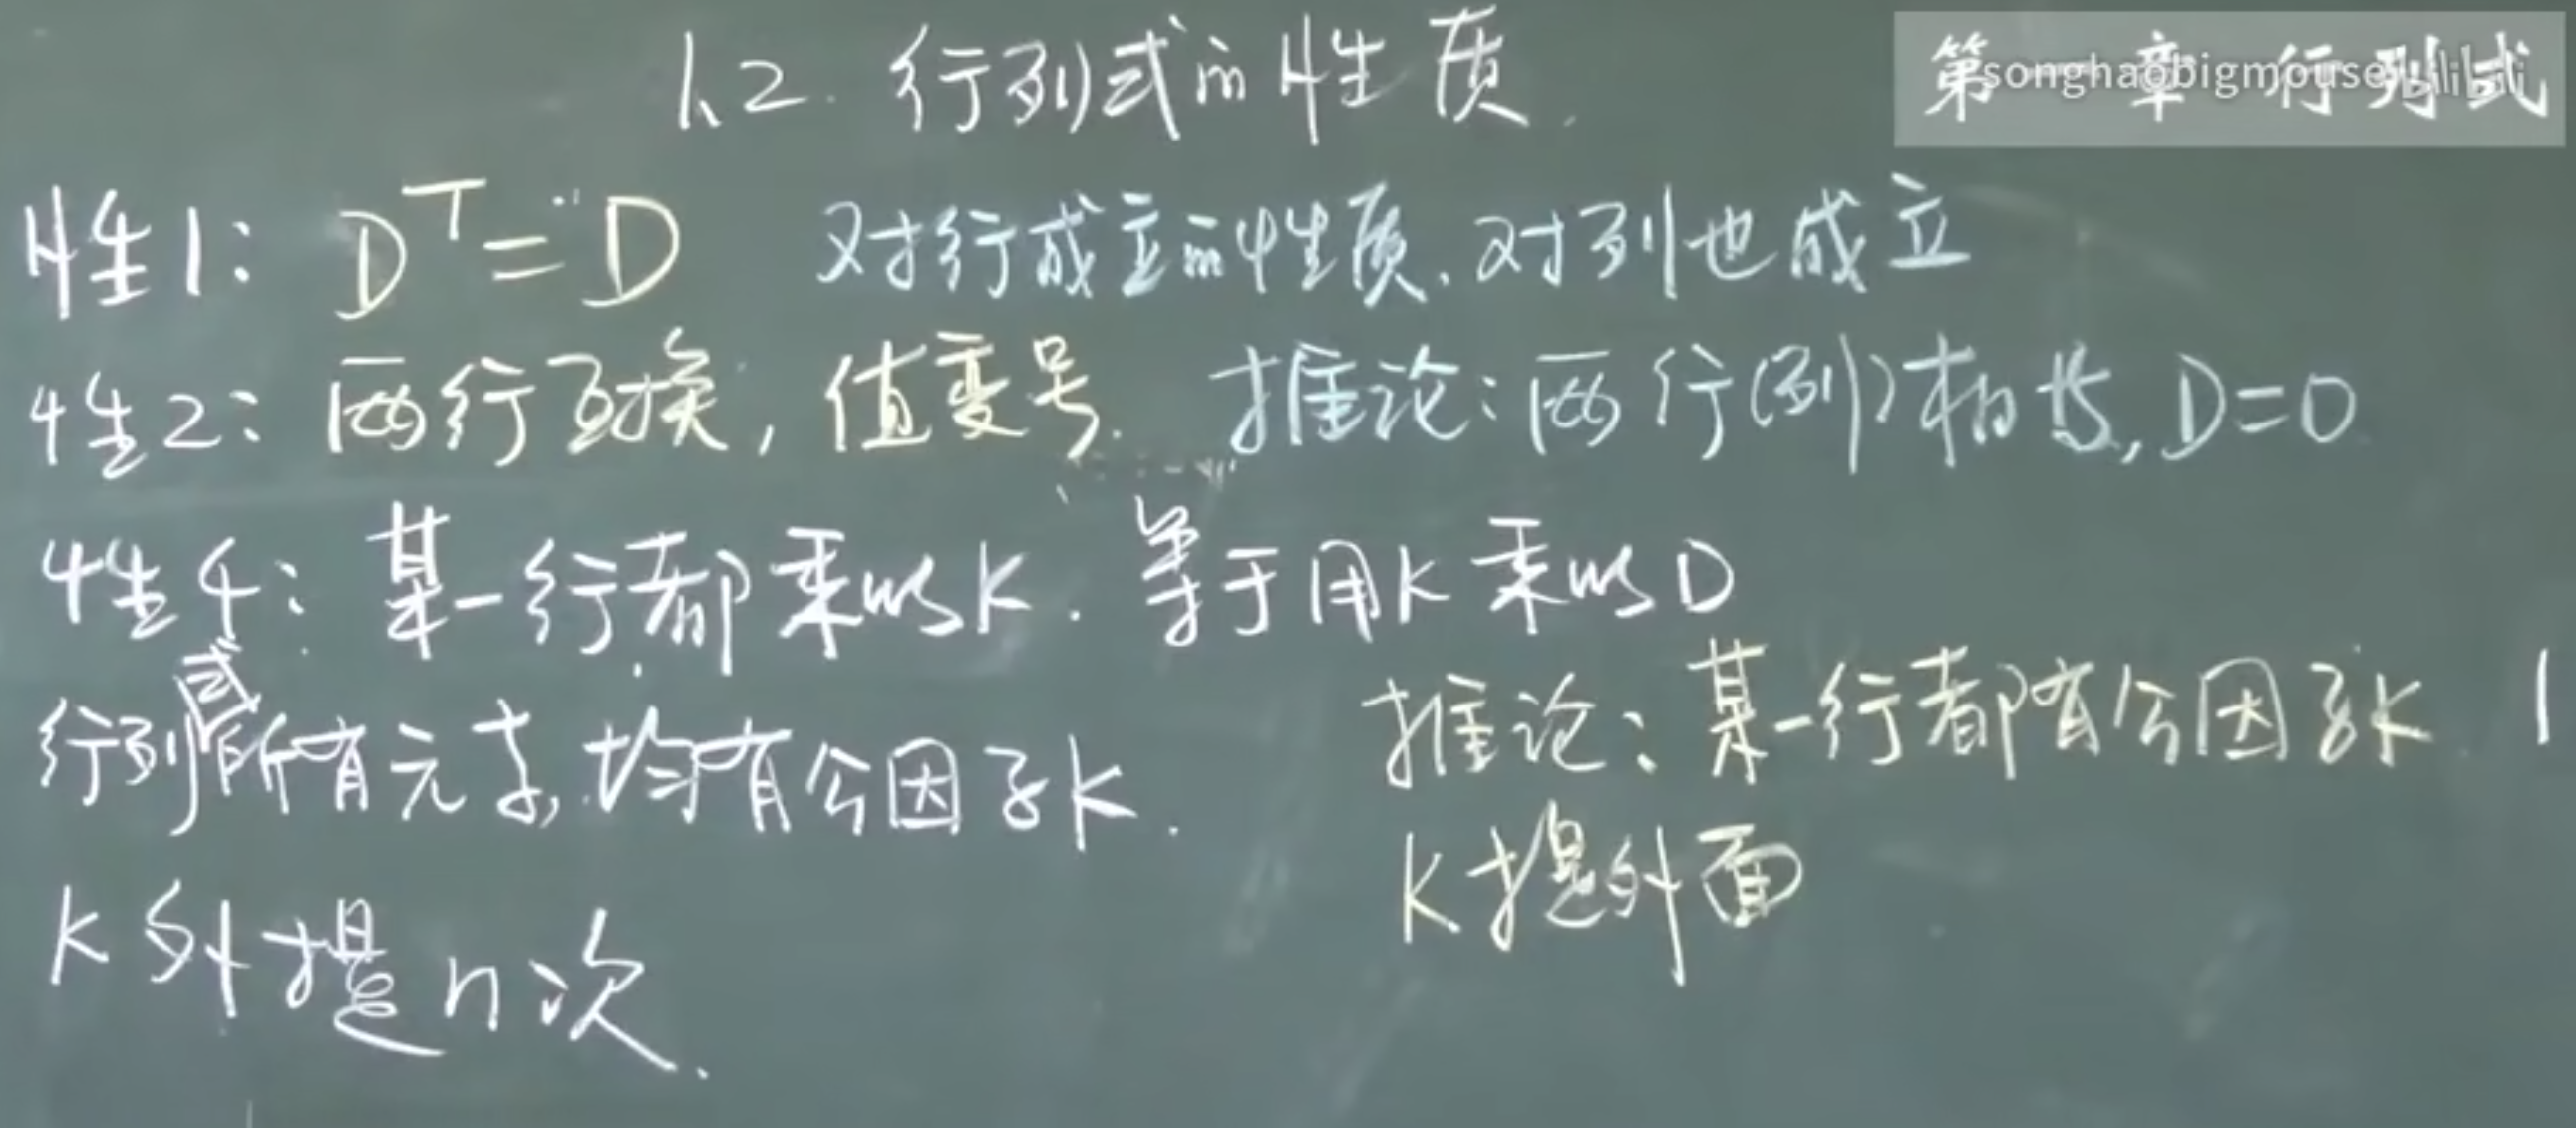 1.2. 行列式的性质.
第一章 行列式
songhaobigmouse bilibili
性1: D^T = D 对行成立的性质, 对列也成立
性2: 两行互换, 值变号. 推论: 两行(列)相等, D=0
性4: 某一行都乘以K. 等于用K乘以D
行列式所有元素, 均有公因子K.
K外提n次.
推论: 某一行都有公因子K
K提外面